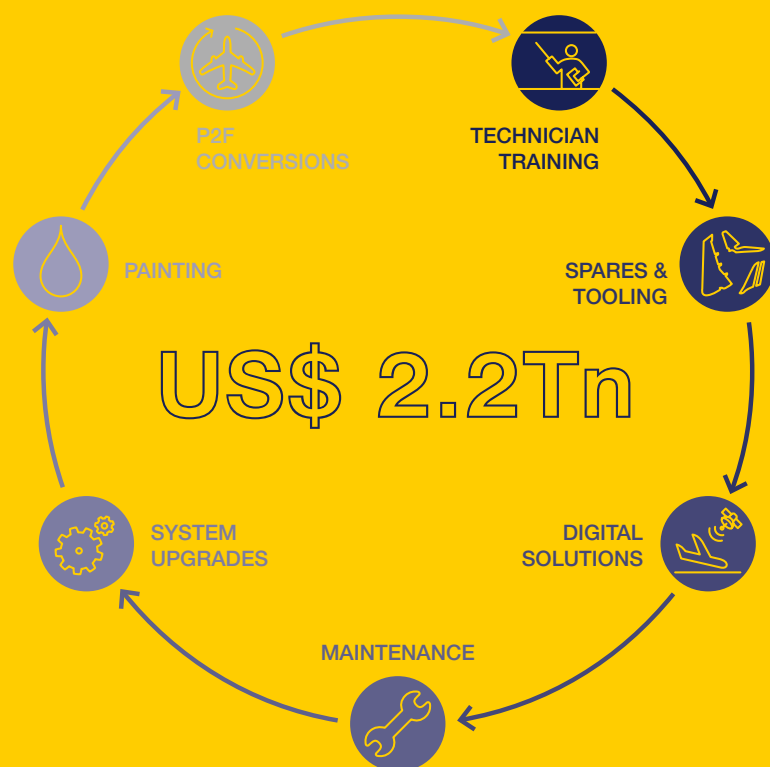 P2F
CONVERSIONS
TECHNICIAN
TRAINING
PAINTING
SPARES &
TOOLING
US$ 2.2Tn
SYSTEM
UPGRADES
DIGITAL
SOLUTIONS
MAINTENANCE